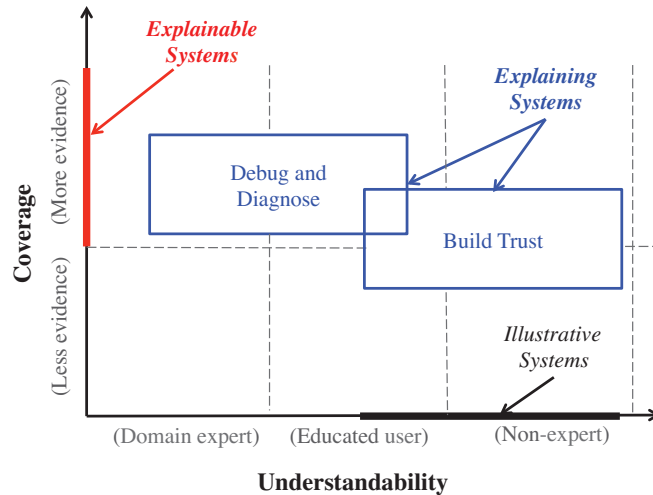 Explainable
Systems
Explaining
Systems
Debug and
Diagnose
Build Trust
Coverage
(More evidence)
(Less evidence)
Illustrative
Systems
(Domain expert)
(Educated user)
(Non-expert)
Understandability